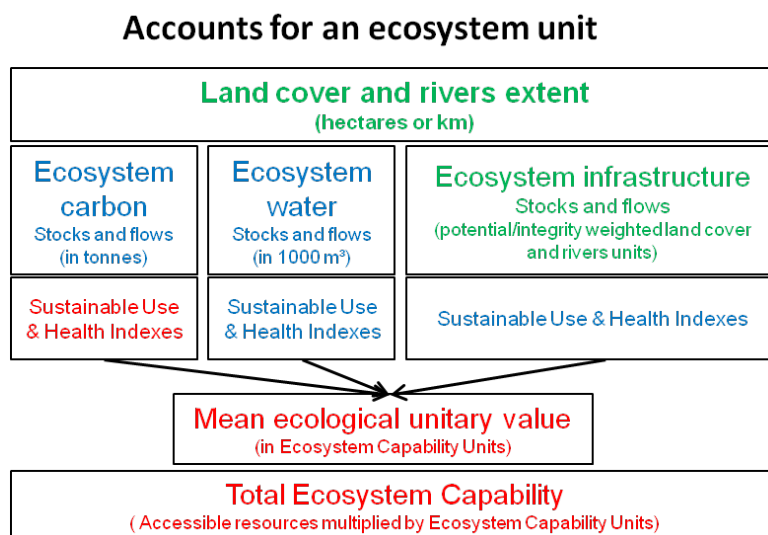 Accounts for an ecosystem unit
Land cover and rivers extent
(hectares or km)
Ecosystem
carbon
Stocks and flows
(in tonnes)
Ecosystem
water
Stocks and flows
(in 1000 m³)
Ecosystem infrastructure
Stocks and flows
(potential/integrity weighted land cover
and rivers units)
Sustainable Use
& Health Indexes
Sustainable Use
& Health Indexes
Sustainable Use & Health Indexes
Mean ecological unitary value
(in Ecosystem Capability Units)
Total Ecosystem Capability
( Accessible resources multiplied by Ecosystem Capability Units)